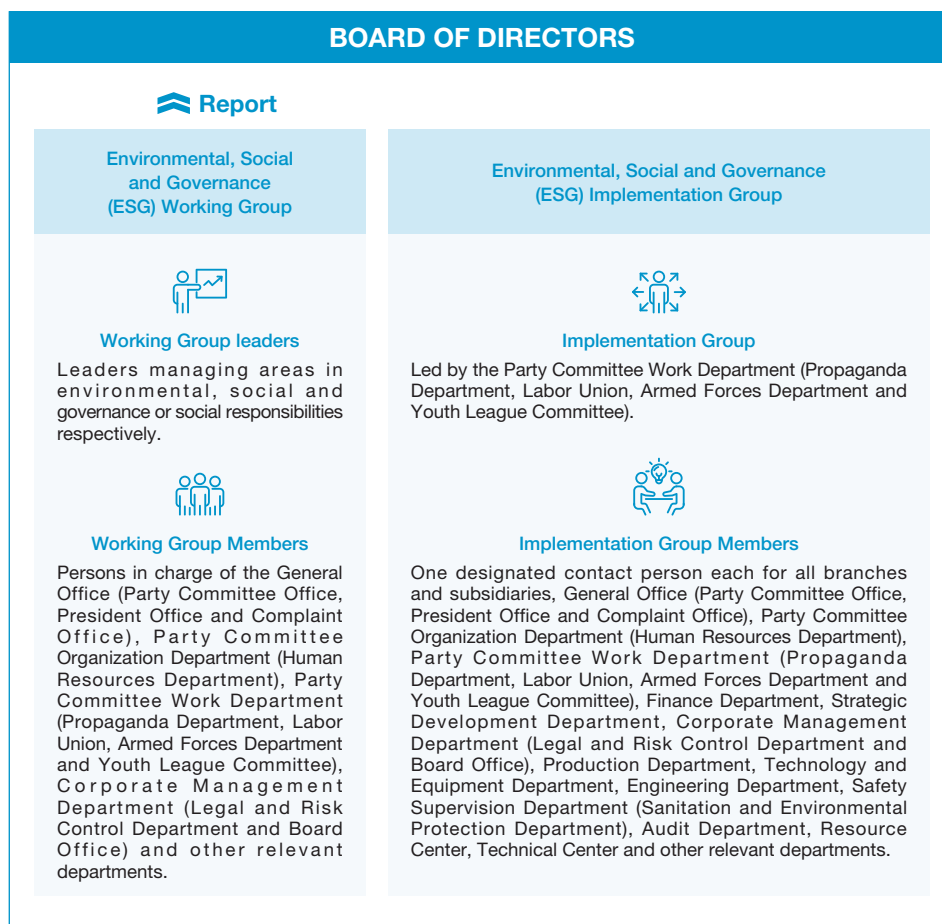 BOARD OF DIRECTORS
Report
Environmental, Social
and Governance
(ESG) Working Group
Working Group leaders
Leaders managing areas in
environmental, social and
governance or social responsibilities
respectively.
Working Group Members
Persons in charge of the General
Office (Party Committee Office,
President Office and Complaint
Office), Party Committee
Organization Department (Human
Resources Department), Party
Committee Work Department
(Propaganda Department, Labor
Union, Armed Forces Department
and Youth League Committee),
Corporate Management
Department (Legal and Risk
Control Department and Board
Office) and other relevant
departments.
Environmental, Social and Governance
(ESG) Implementation Group
Implementation Group
Led by the Party Committee Work Department (Propaganda
Department, Labor Union, Armed Forces Department and
Youth League Committee).
Implementation Group Members
One designated contact person each for all branches
and subsidiaries, General Office (Party Committee Office,
President Office and Complaint Office), Party Committee
Organization Department (Human Resources Department),
Party Committee Work Department (Propaganda
Department, Labor Union, Armed Forces Department and
Youth League Committee), Finance Department, Strategic
Development Department, Corporate Management
Department (Legal and Risk Control Department and
Board Office), Production Department, Technology and
Equipment Department, Engineering Department, Safety
Supervision Department (Sanitation and Environmental
Protection Department), Audit Department, Resource
Center, Technical Center and other relevant departments.